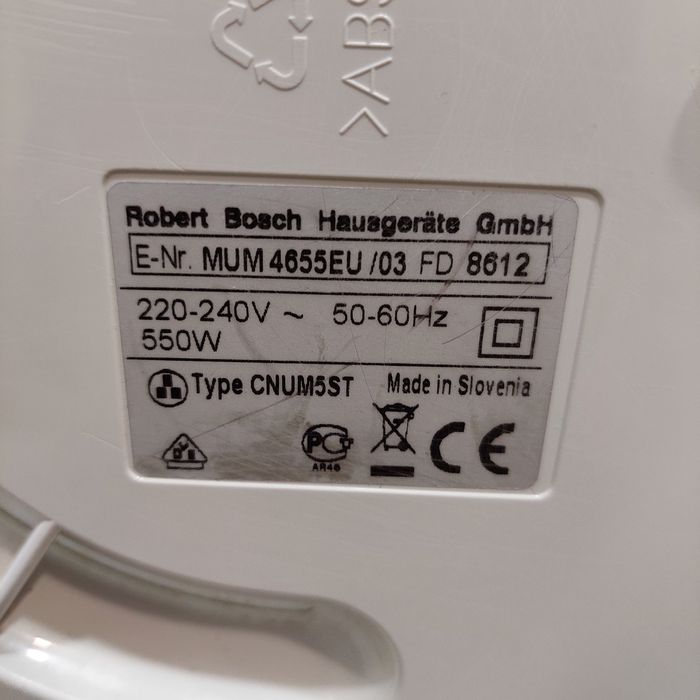 >ABS
Robert Bosch Hausgeräte GmbH
E-Nr. MUM 4655EU /03 FD 8612
220-240V ~ 50-60Hz
550W
Type CNUM5ST Made in Slovenia
PC
AR46
CE